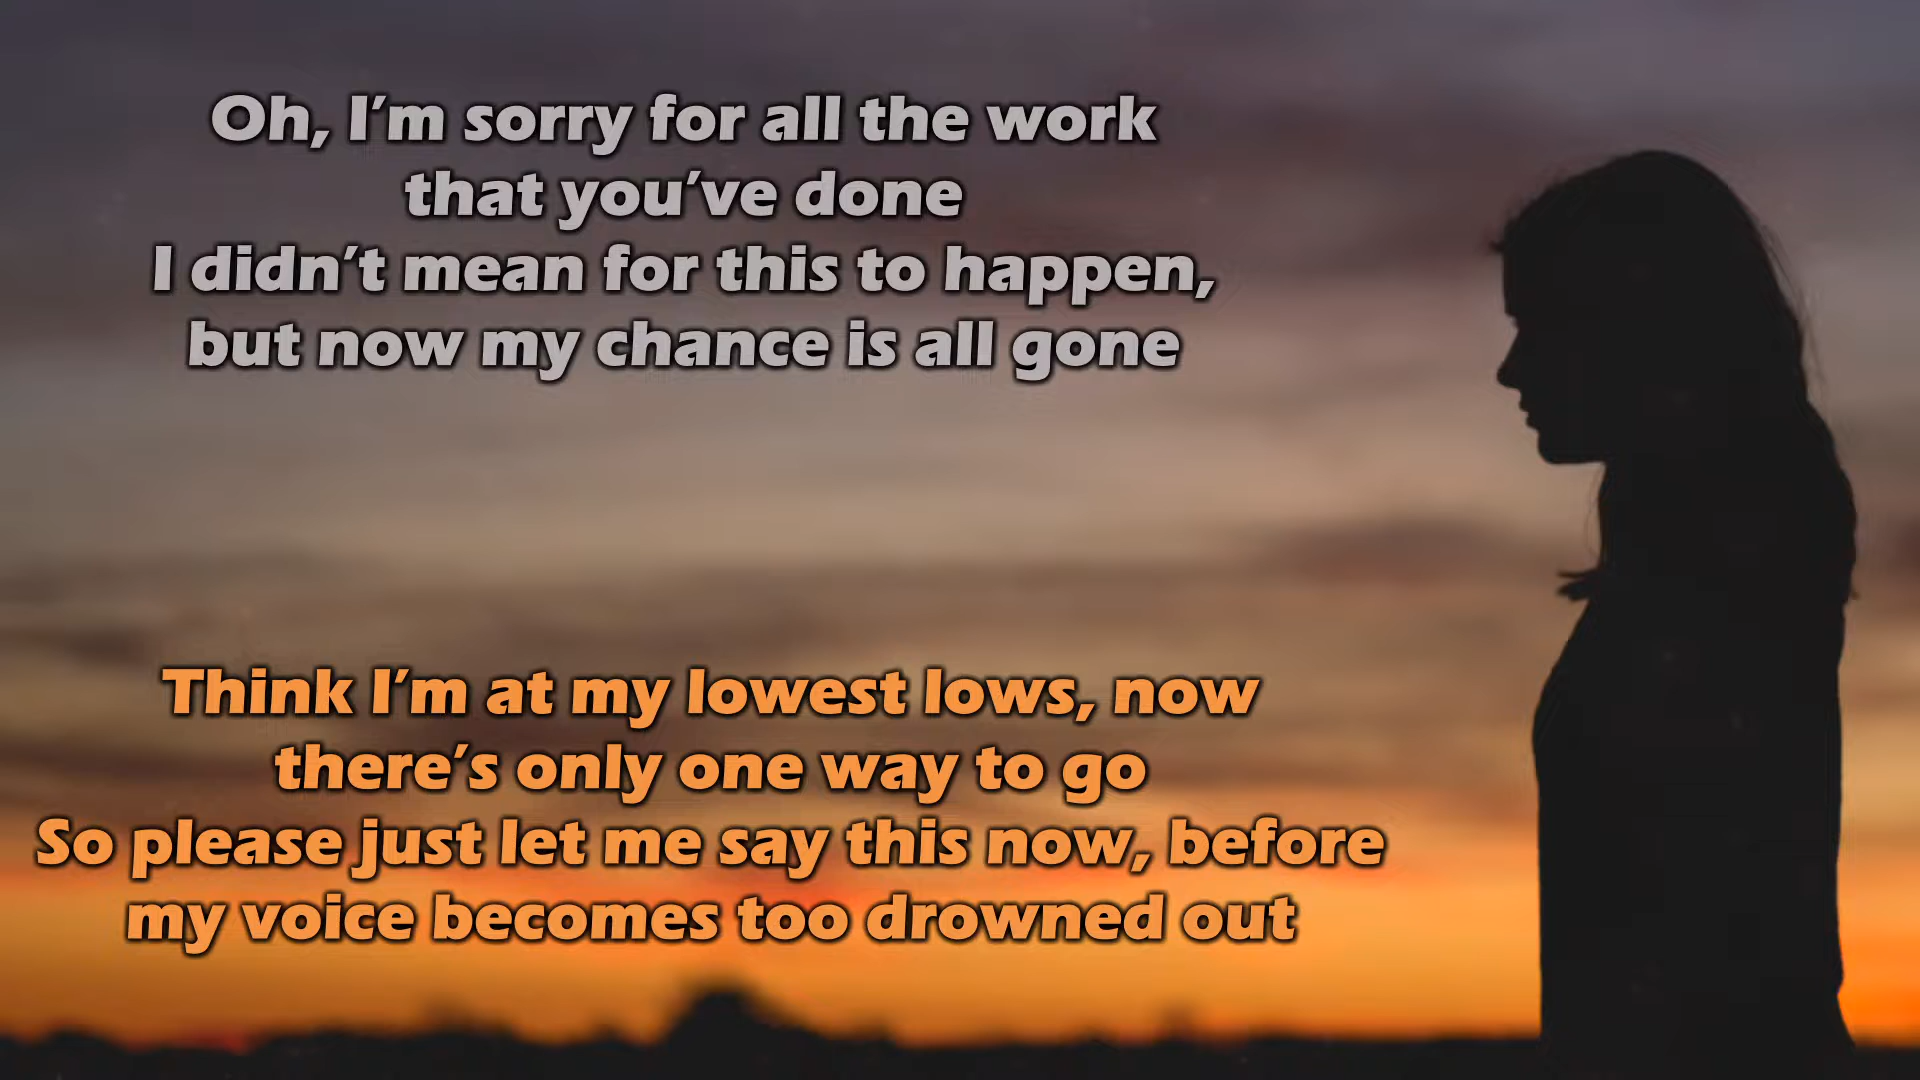 Oh, I'm sorry for all the work
that you've done
I didn't mean for this to happen,
but now my chance is all gone
Think I'm at my lowest lows, now
there's only one way to go
So please just let me say this now, before
my voice becomes too drowned out